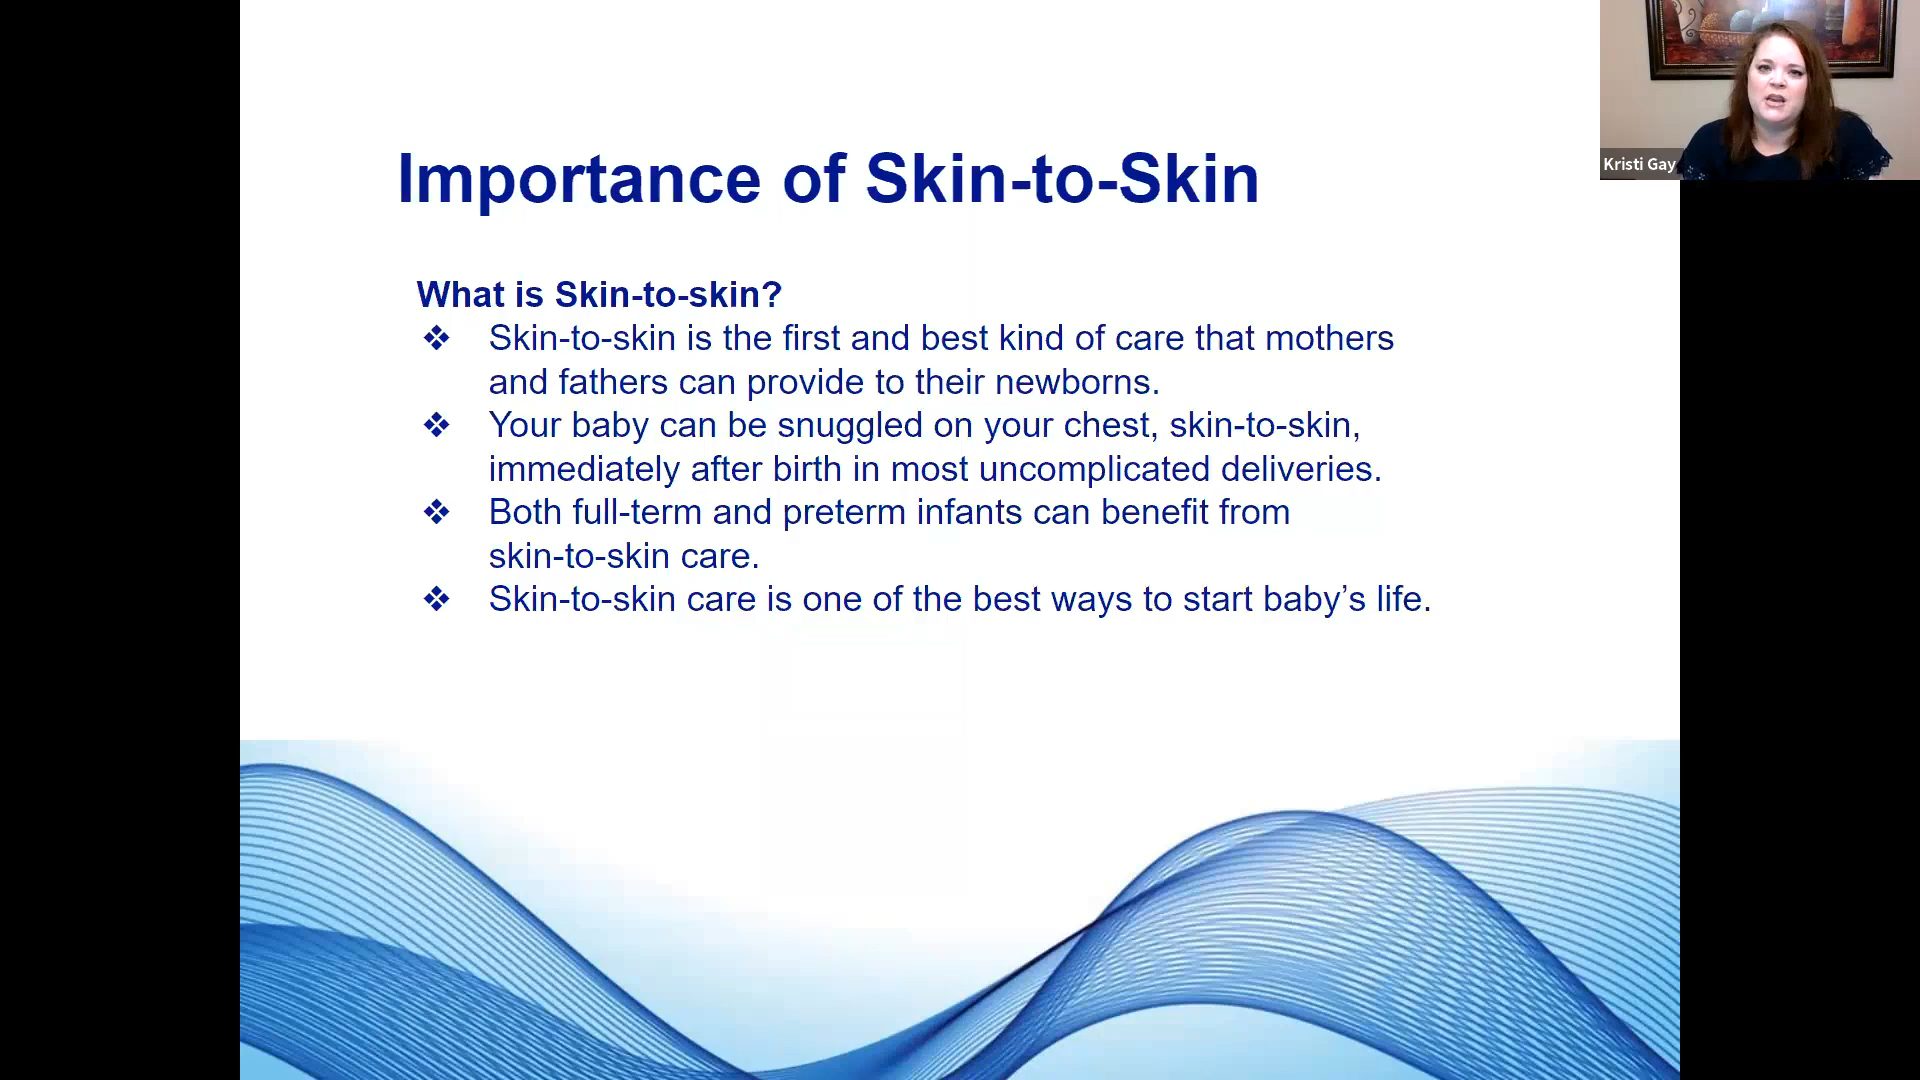 Importance of Skin-to-Skin
Kristi Gay
What is Skin-to-skin?
❖ Skin-to-skin is the first and best kind of care that mothers
and fathers can provide to their newborns.
❖ Your baby can be snuggled on your chest, skin-to-skin,
immediately after birth in most uncomplicated deliveries.
❖ Both full-term and preterm infants can benefit from
skin-to-skin care.
❖ Skin-to-skin care is one of the best ways to start baby’s life.